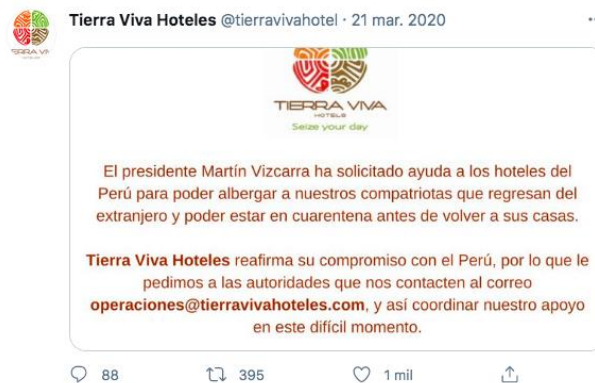 Tierra Viva Hoteles @tierravivahotel · 21 mar. 2020
TIERRA VIVA
HOTELS
TIERRA VIVA
HOTELS
Seize your day
El presidente Martín Vizcarra ha solicitado ayuda a los hoteles del
Perú para poder albergar a nuestros compatriotas que regresan del
extranjero y poder estar en cuarentena antes de volver a sus casas.
Tierra Viva Hoteles reafirma su compromiso con el Perú, por lo que le
pedimos a las autoridades que nos contacten al correo
operaciones@tierravivahoteles.com, y así coordinar nuestro apoyo
en este difícil momento.
88 395 1 mil